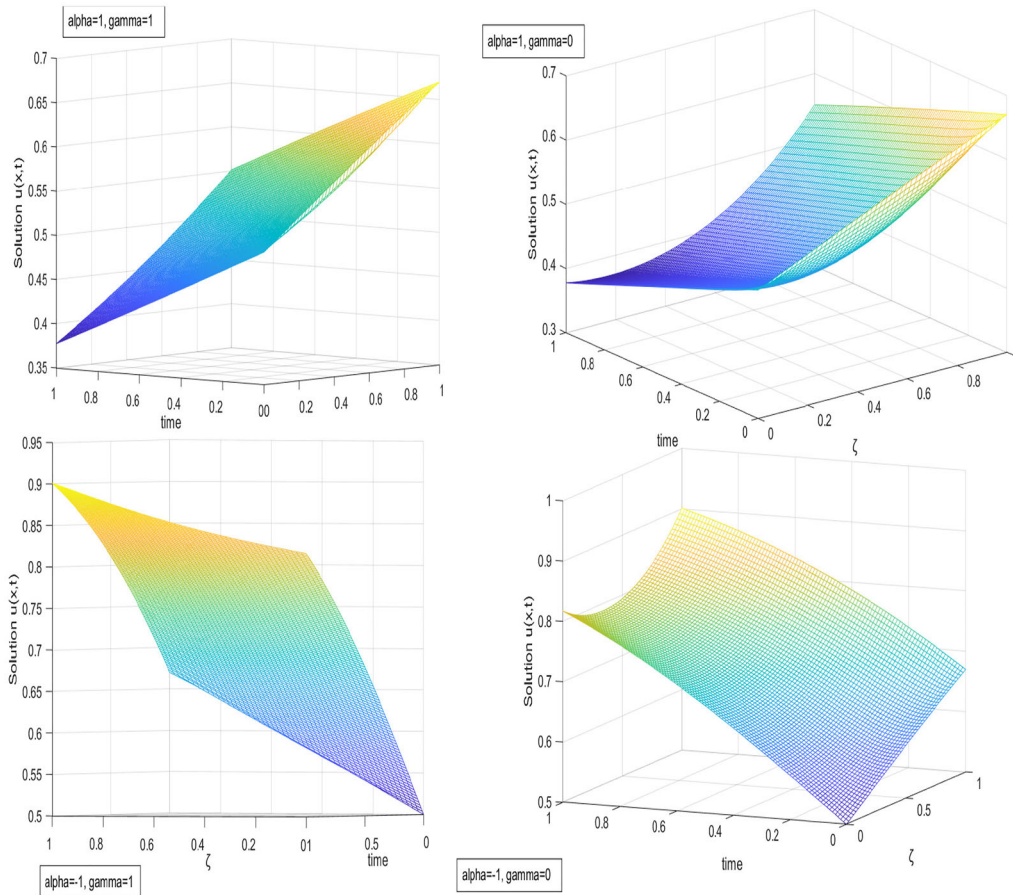 alpha=1, gamma=1
0.7
0.65
0.6
0.55
0.5
0.45
0.4
0.35
Solution u(x,t)
1 0.8 0.6 0.4 0.2 00 0.2 0.4 0.6 0.8 1
time
alpha=1, gamma=0
0.7
0.6
0.5
0.4
0.3
Solution u(x,t)
1 0.8 0.6 0.4 0.2 0
0 0.2 0.4 0.6 0.8
time
ζ
0.95
0.9
0.85
0.8
0.75
0.7
0.65
0.6
0.55
0.5
Solution u(x,t)
1 0.8 0.6 0.4 0.2 01 0.5 0
ζ
time
alpha=-1, gamma=1
1
0.9
0.8
0.7
0.6
0.5
Solution u(x,t)
1 0.8 0.6 0.4 0.2 0
0 0.5 1
time
ζ
alpha=-1, gamma=0